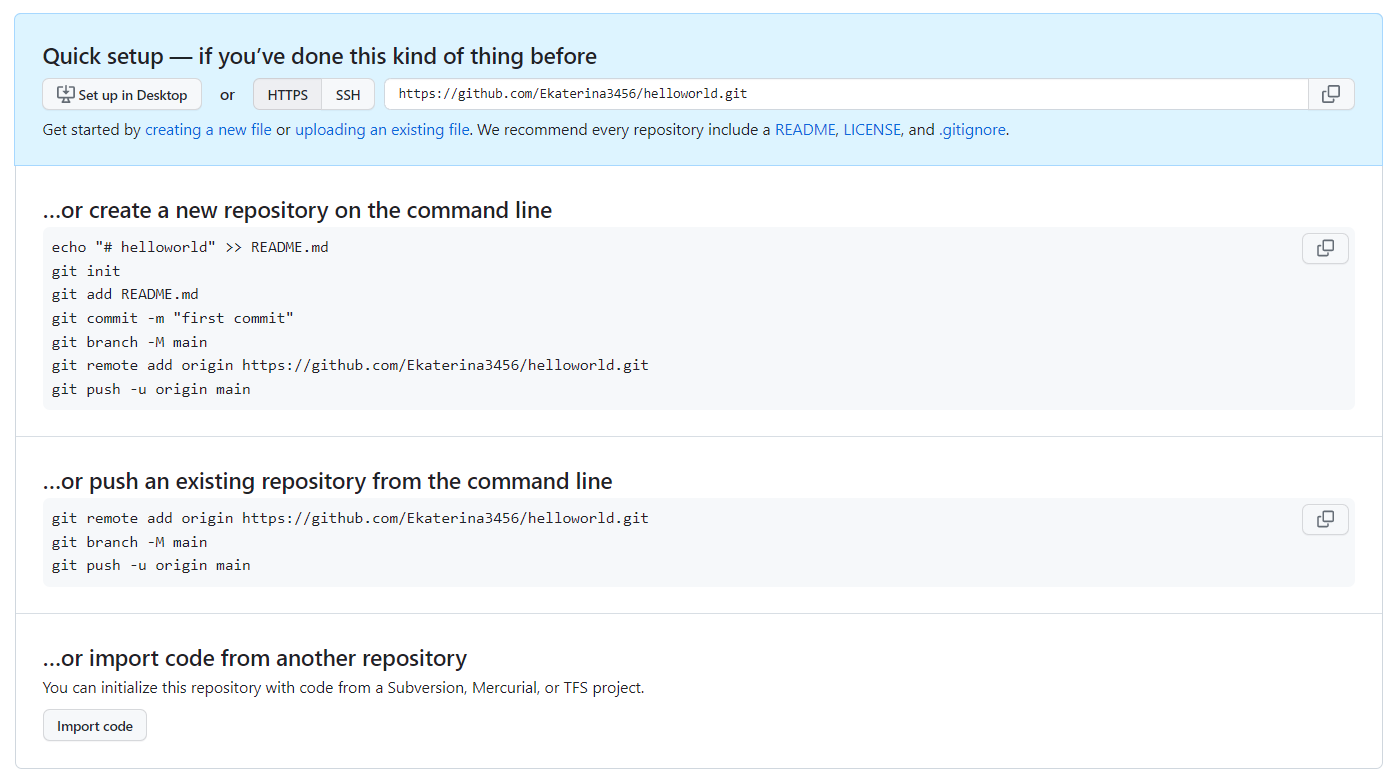 Quick setup — if you’ve done this kind of thing before
Set up in Desktop or HTTPS SSH https://github.com/Ekaterina3456/helloworld.git
Get started by creating a new file or uploading an existing file. We recommend every repository include a README, LICENSE, and .gitignore.
…or create a new repository on the command line
echo "# helloworld" >> README.md
git init
git add README.md
git commit -m "first commit"
git branch -M main
git remote add origin https://github.com/Ekaterina3456/helloworld.git
git push -u origin main
…or push an existing repository from the command line
git remote add origin https://github.com/Ekaterina3456/helloworld.git
git branch -M main
git push -u origin main
…or import code from another repository
You can initialize this repository with code from a Subversion, Mercurial, or TFS project.
Import code